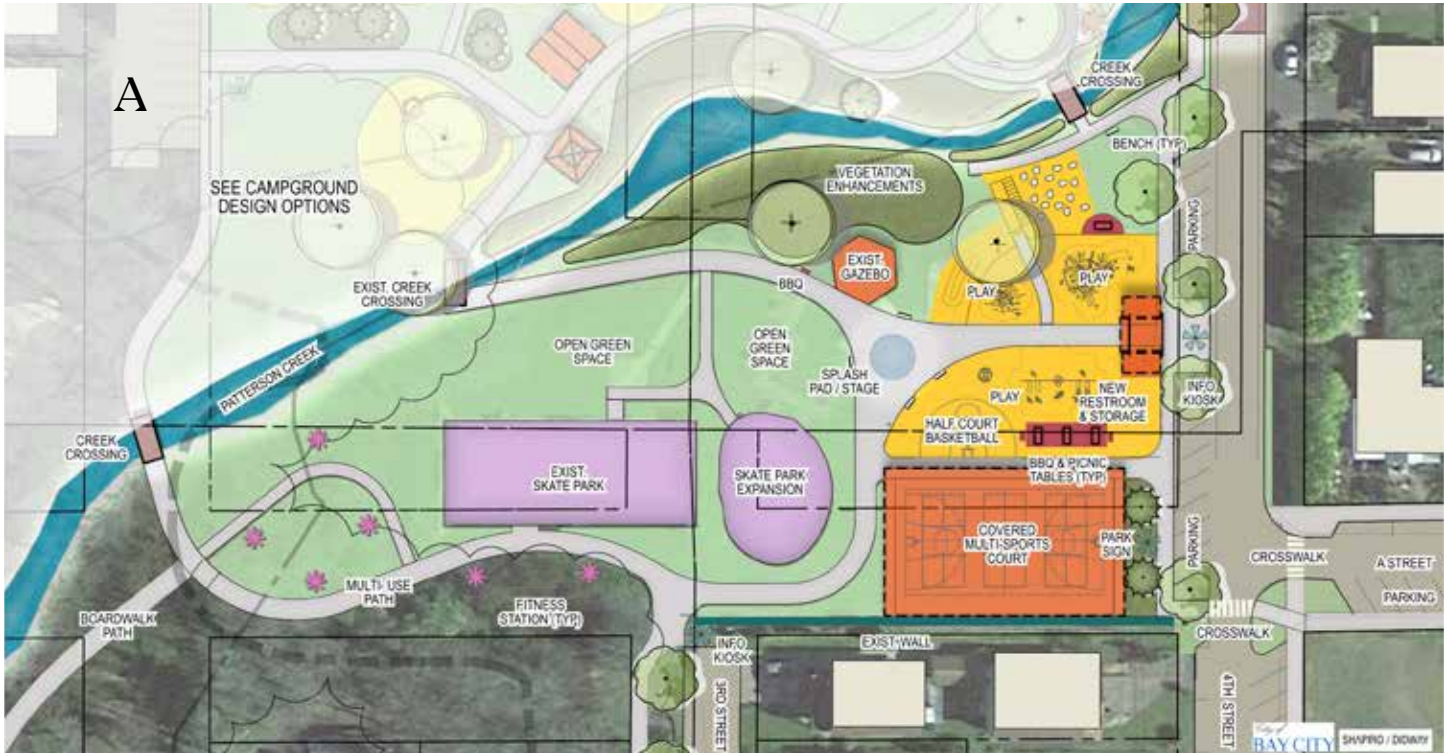 A
CREEK
CROSSING
BENCH (TYP)
VEGETATION
ENHANCEMENTS
SEE CAMPGROUND
DESIGN OPTIONS
PARKING
EXIST.
GAZEBO
EXIST. CREEK
CROSSING
BBQ
PLAY
PLAY
PATTERSON CREEK
OPEN GREEN
SPACE
OPEN
GREEN
SPACE
SPLASH
PAD / STAGE
PLAY
NEW
RESTROOM
& STORAGE
INFO
KIOSK
HALF COURT
BASKETBALL
CREEK
CROSSING
EXIST.
SKATE PARK
SKATE PARK
EXPANSION
BBQ & PICNIC
TABLES (TYP)
COVERED
MULTI-SPORTS
COURT
PARK
SIGN
PARKING
CROSSWALK
A STREET
PARKING
MULTI-USE
PATH
BOARDWALK
PATH
FITNESS
STATION (TYP)
CROSSWALK
INFO
KIOSK
EXIST. WALL
3RD STREET
4TH STREET
City of
BAY CITY
SHAPIRO / DIDWAY